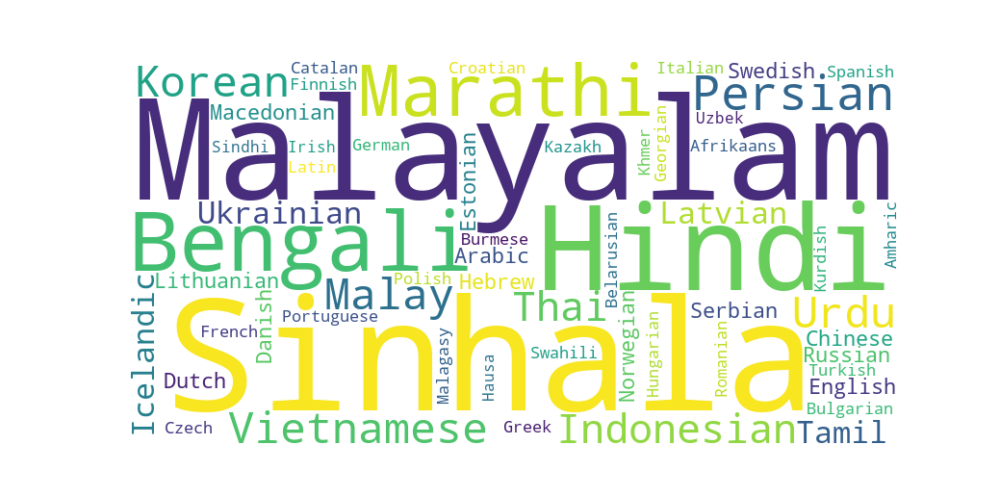 Korean
Catalan
Finnish
Marathi
Croatian
Italian
Swedish
Spanish
Persian
Macedonian
Uzbek
Malayalam
Sindhi
Irish
German
Latin
Estonian
Kazakh
Khmer
Georgian
Afrikaans
Ukrainian
Latvian
Bengali
Burmese
Arabic
Hindi
Belarusian
Kurdish
Amharic
Lithuanian
Polish
Hebrew
Malay
Thai
Icelandic
Sinhala
French
Danish
Portuguese
Malagasy
Hausa
Swahili
Norwegian
Hungarian
Romanian
Serbian
Urdu
Chinese
Russian
Turkish
Dutch
English
Bulgarian
Czech
Vietnamese
Greek
Indonesian
Tamil